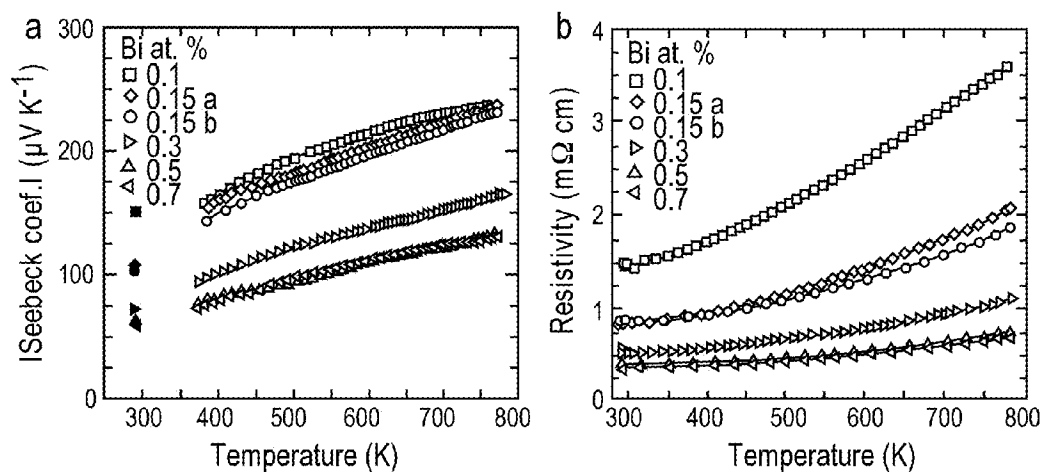 a
300
200
100
0
|Seebeck coef.| (μV K⁻¹)
Bi at. %
0.1
0.15 a
0.15 b
0.3
0.5
0.7
400 500 600 700 800
Temperature (K)
b
4
3
2
1
0
Resistivity (mΩ cm)
Bi at. %
0.1
0.15 a
0.15 b
0.3
0.5
0.7
300 400 500 600 700 800
Temperature (K)